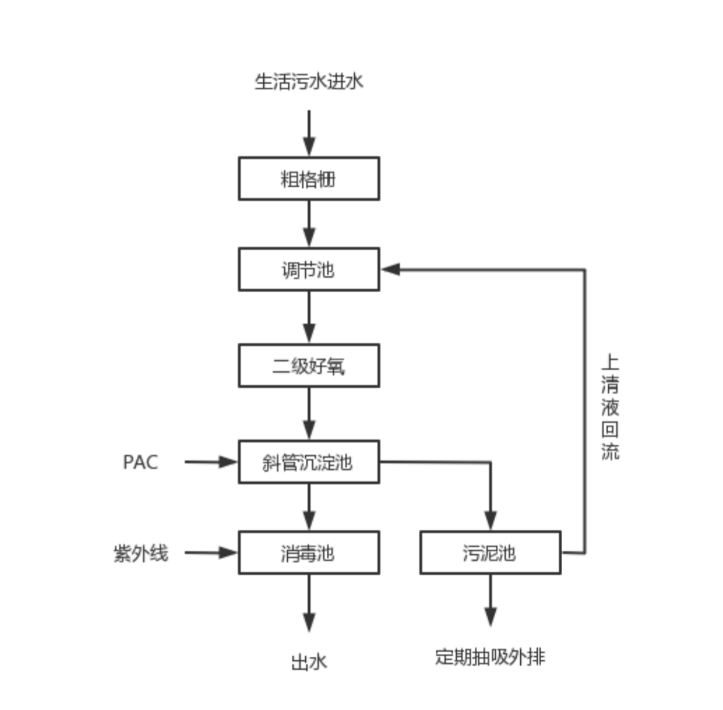 生活污水进水
粗格栅
调节池
二级好氧
上清液回流
PAC
斜管沉淀池
紫外线
消毒池
污泥池
出水
定期抽吸外排